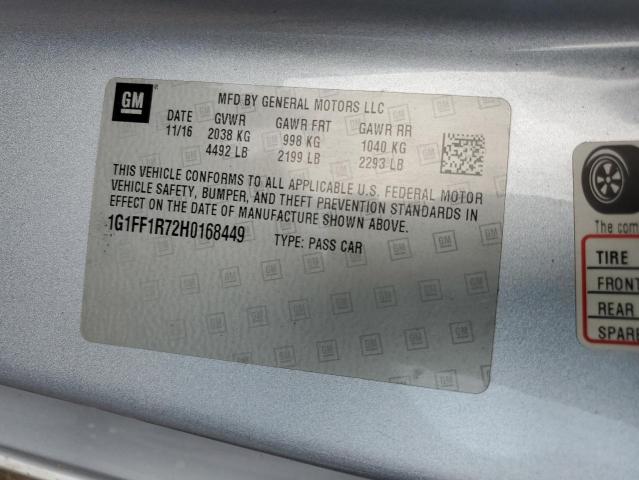 GM
MFD BY GENERAL MOTORS LLC
DATE GVWR GAWR FRT GAWR RR
11/16 2038 KG 998 KG 1040 KG
4492 LB 2199 LB 2293 LB
THIS VEHICLE CONFORMS TO ALL APPLICABLE U.S. FEDERAL MOTOR
VEHICLE SAFETY, BUMPER, AND THEFT PREVENTION STANDARDS IN
EFFECT ON THE DATE OF MANUFACTURE SHOWN ABOVE.
1G1FF1R72H0168449 TYPE: PASS CAR
The com
TIRE
FRONT
REAR
SPARE